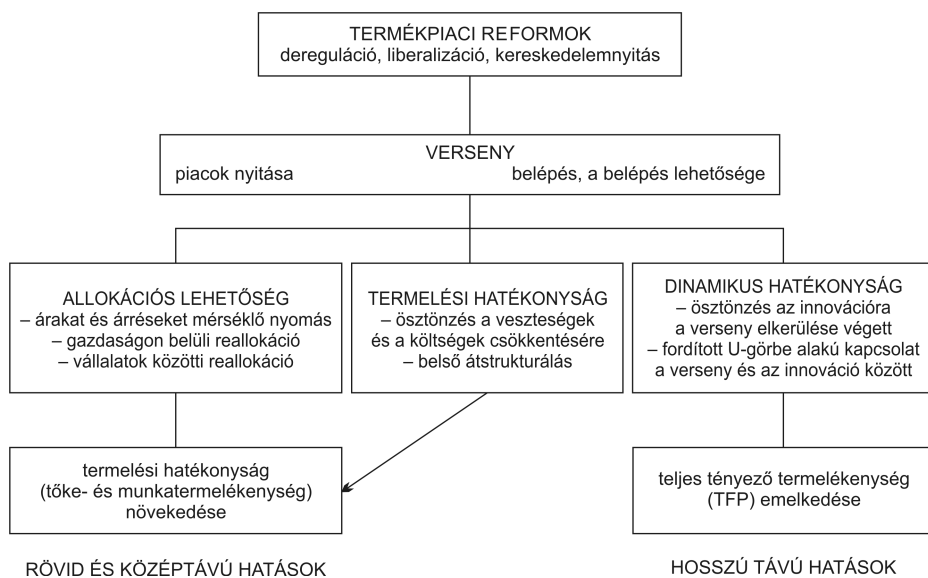 TERMÉKPIACI REFORMOK
dereguláció, liberalizáció, kereskedelemnyitás
VERSENY
piacok nyitása
belépés, a belépés lehetősége
ALLOKÁCIÓS LEHETŐSÉG
– árakat és árréseket mérséklő nyomás
– gazdaságon belüli reallokáció
– vállalatok közötti reallokáció
TERMELÉSI HATÉKONYSÁG
– ösztönzés a veszteségek
és a költségek csökkentésére
– belső átstrukturálás
DINAMIKUS HATÉKONYSÁG
– ösztönzés az innovációra
a verseny elkerülése végett
– fordított U-görbe alakú kapcsolat
a verseny és az innováció között
termelési hatékonyság
(tőke- és munkatermelékenység)
növekedése
teljes tényező termelékenység
(TFP) emelkedése
RÖVID ÉS KÖZÉPTÁVÚ HATÁSOK
HOSSZÚ TÁVÚ HATÁSOK